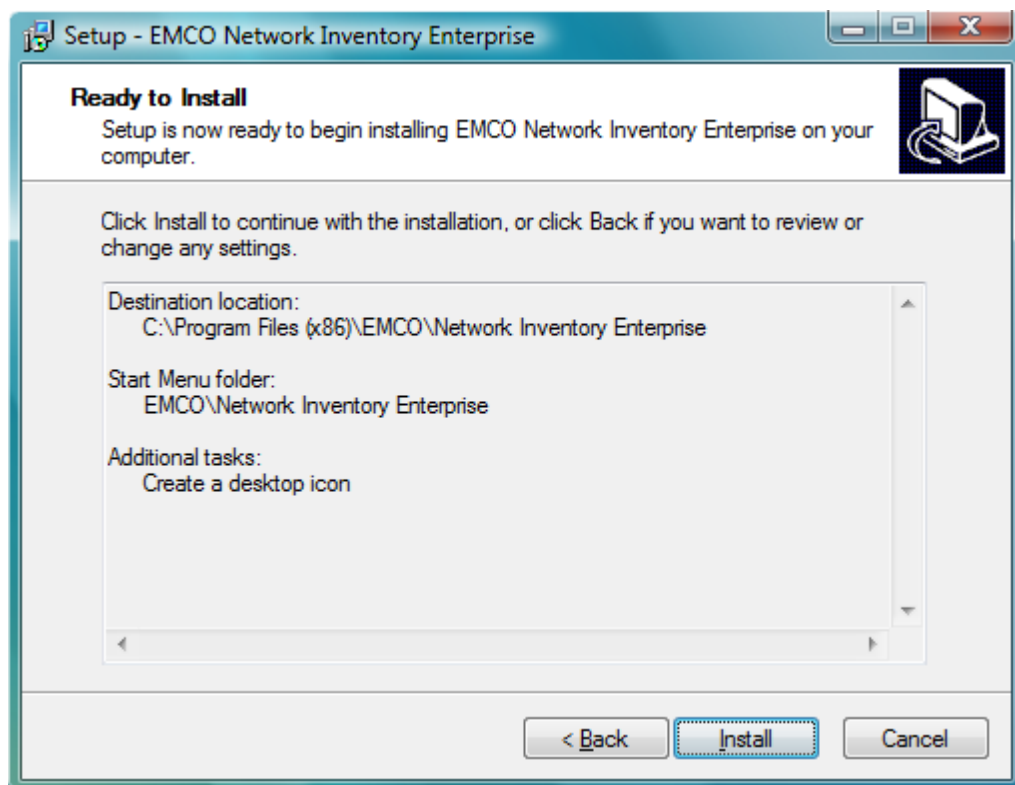 Setup - EMCO Network Inventory Enterprise
Ready to Install
Setup is now ready to begin installing EMCO Network Inventory Enterprise on your
computer.
Click Install to continue with the installation, or click Back if you want to review or
change any settings.
Destination location:
C:\Program Files (x86)\EMCO\Network Inventory Enterprise
Start Menu folder:
EMCO\Network Inventory Enterprise
Additional tasks:
Create a desktop icon
< Back
Install
Cancel